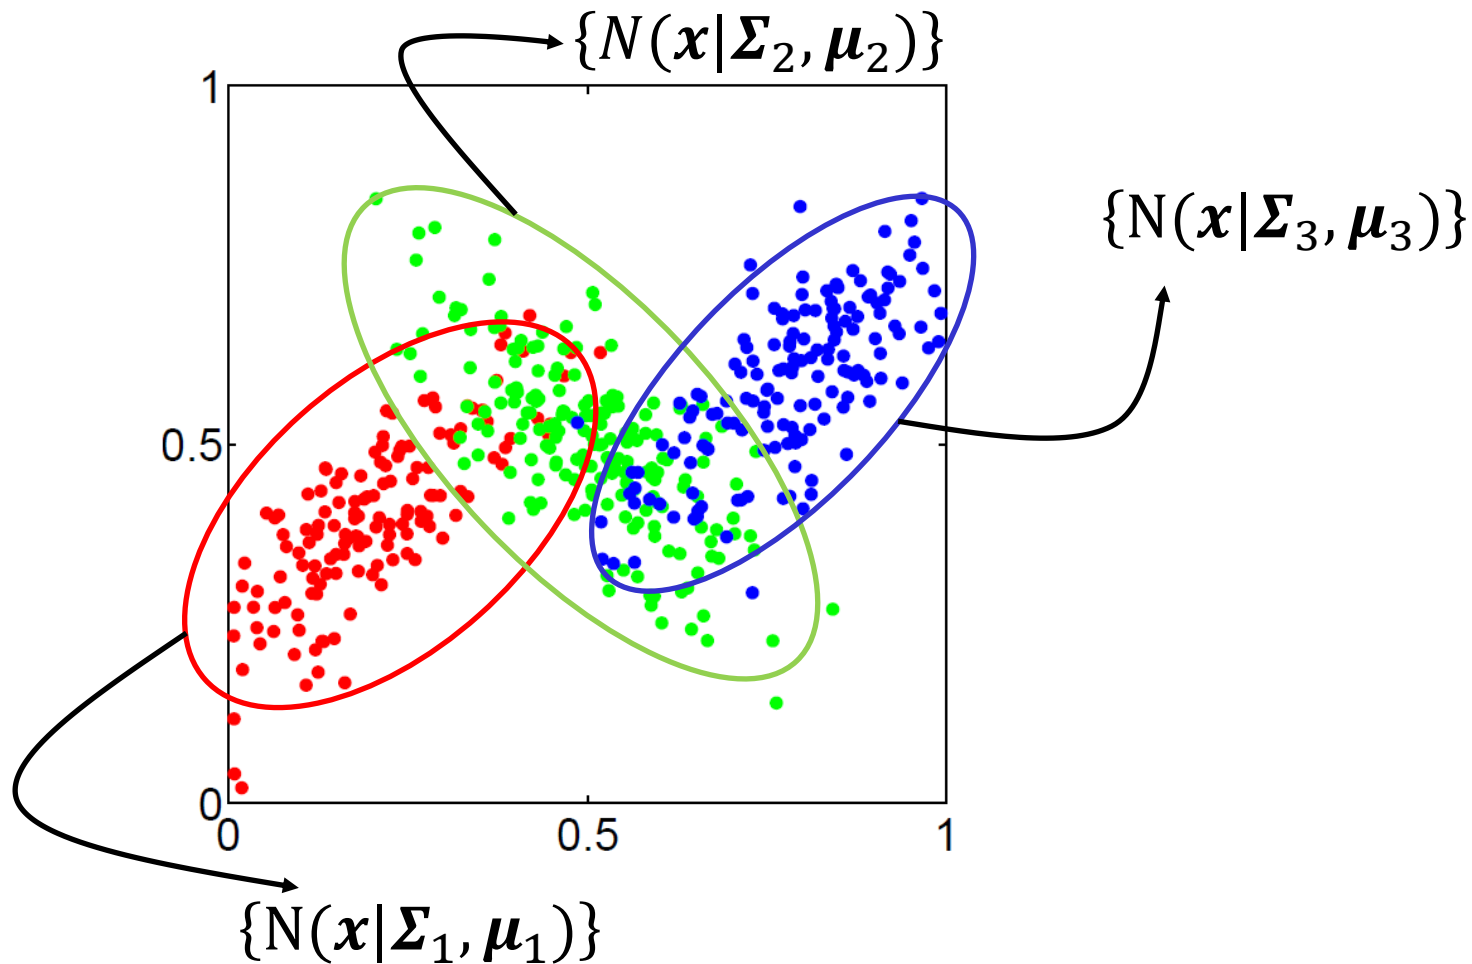 {𝑁(𝒙|𝜮₂, 𝝁₂)}
1
{N(𝒙|𝜮₃, 𝝁₃)}
0.5
0
0 0.5 1
{N(𝒙|𝜮₁, 𝝁₁)}